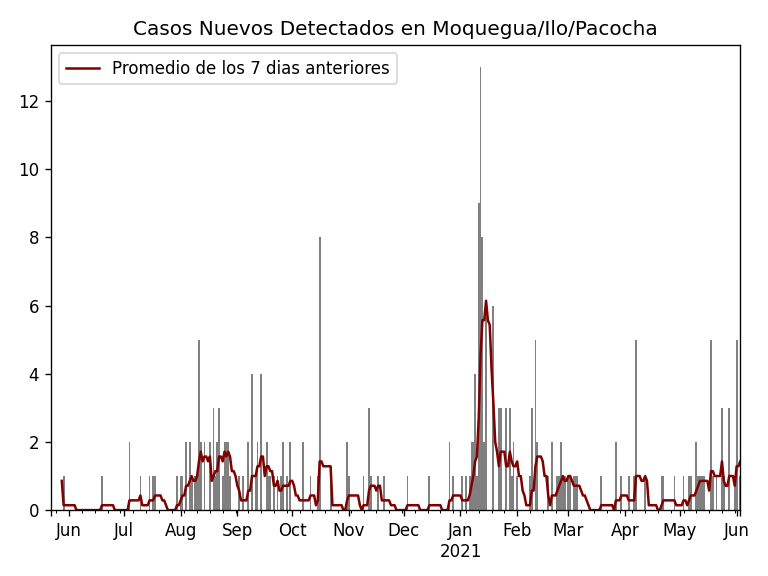 Casos Nuevos Detectados en Moquegua/Ilo/Pacocha
Promedio de los 7 dias anteriores
12
10
8
6
4
2
0
Jun Jul Aug Sep Oct Nov Dec Jan Feb Mar Apr May Jun
2021